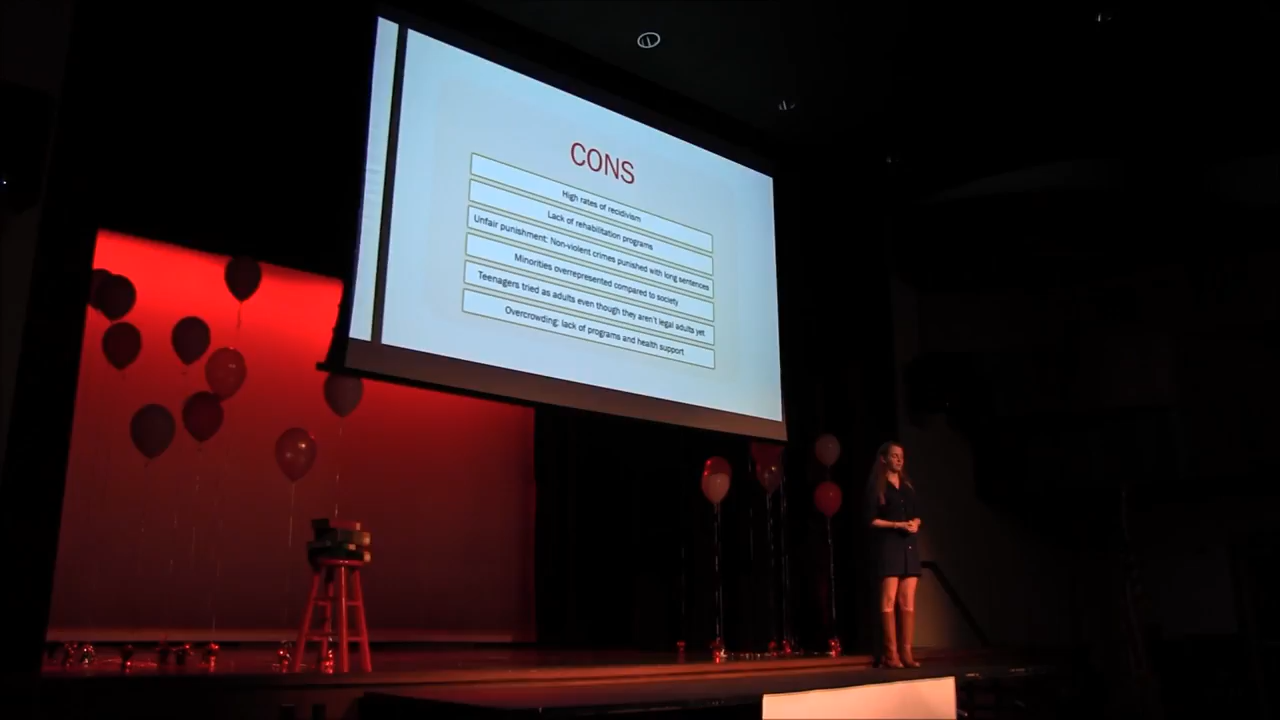 CONS
High rates of recidivism
Lack of rehabilitation programs
Unfair punishment: Non-violent crimes punished with long sentences
Minorities overrepresented compared to society
Teenagers tried as adults even though they aren't legal adults yet
Overcrowding: lack of programs and health support